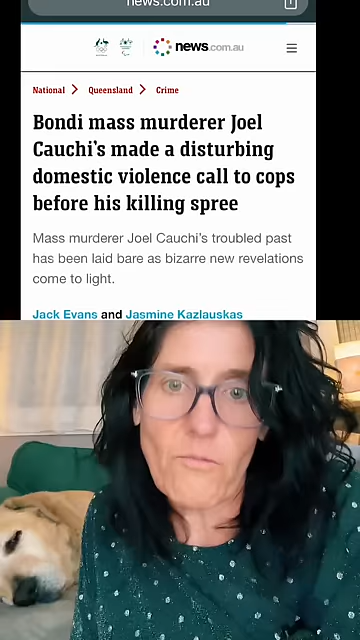 news.com.au
news.com.au
National > Queensland > Crime
Bondi mass murderer Joel
Cauchi's made a disturbing
domestic violence call to cops
before his killing spree
Mass murderer Joel Cauchi's troubled past
has been laid bare as bizarre new revelations
come to light.
Jack Evans and Jasmine Kazlauskas